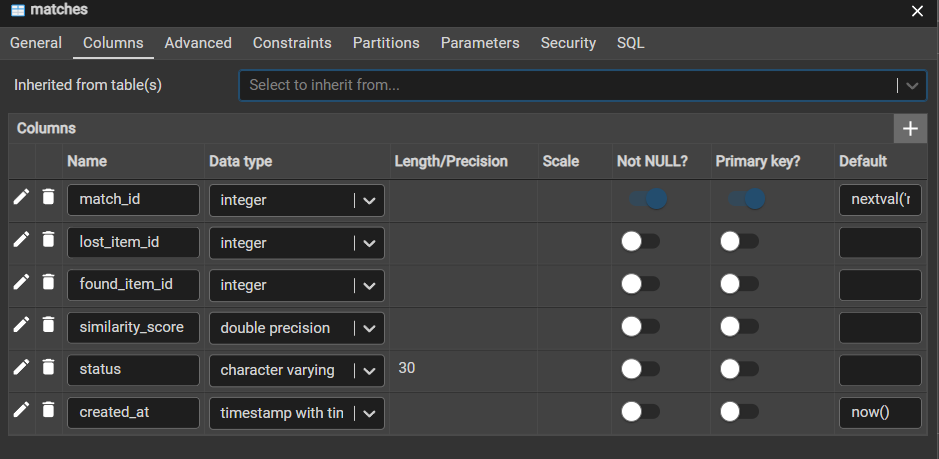 matches
General Columns Advanced Constraints Partitions Parameters Security SQL
Inherited from table(s) Select to inherit from...
Columns
Name Data type Length/Precision Scale Not NULL? Primary key? Default
match_id integer nextval('r
lost_item_id integer
found_item_id integer
similarity_score double precision
status character varying 30
created_at timestamp with tin now()